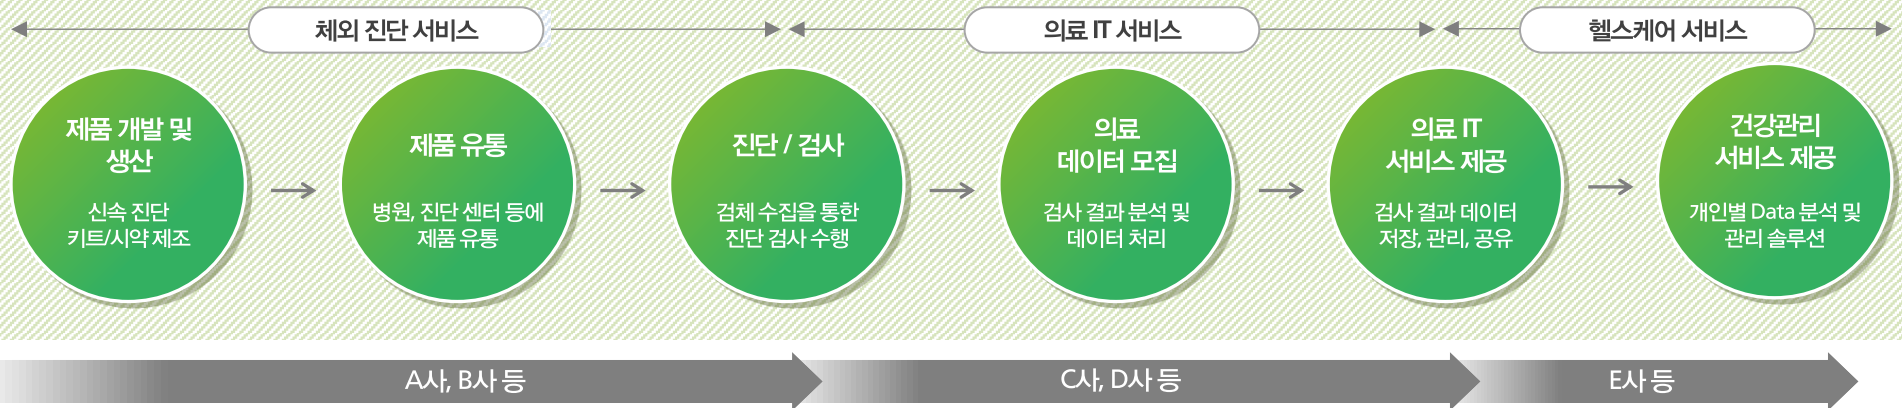 체외 진단 서비스
의료 IT 서비스
헬스케어 서비스
제품 개발 및
생산
신속 진단
키트/시약 제조
제품 유통
병원, 진단 센터 등에
제품 유통
진단 / 검사
검체 수집을 통한
진단 검사 수행
의료
데이터 모집
검사 결과 분석 및
데이터 처리
의료 IT
서비스 제공
검사 결과 데이터
저장, 관리, 공유
건강관리
서비스 제공
개인별 Data 분석 및
관리 솔루션
A사, B사 등
C사, D사 등
E사 등